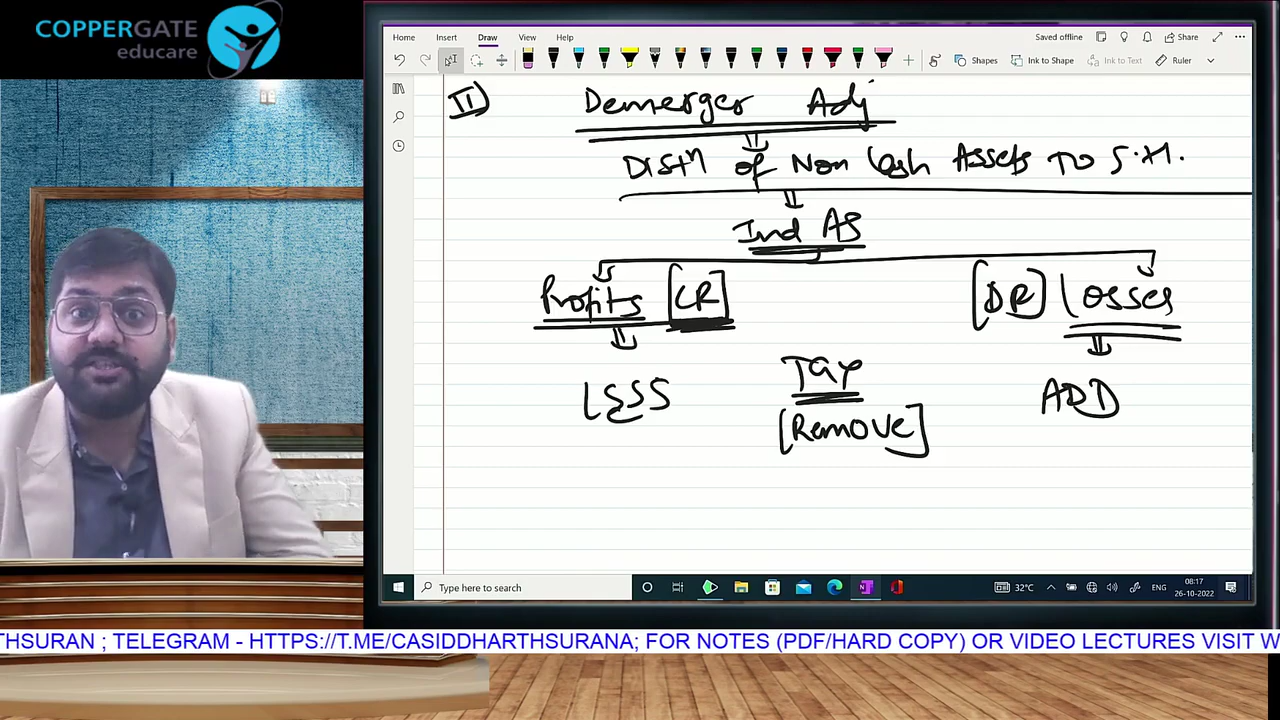 COPPERGATE
educare
Home Insert Draw View Help
Saved offline
Share
Shapes
Ink to Shape
Ink to Text
Ruler
II)
Demerger Adj
Distn of Non Cash Assets To S.H.
Ind AS
Profits [CR]
[DR] Losses
LESS
TAX
[Remove]
ADD
Type here to search
32°C
ENG
08:17
26-10-2022
THSURAN ; TELEGRAM - HTTPS://T.ME/CASIDDHARTHSURANA; FOR NOTES (PDF/HARD COPY) OR VIDEO LECTURES VISIT W